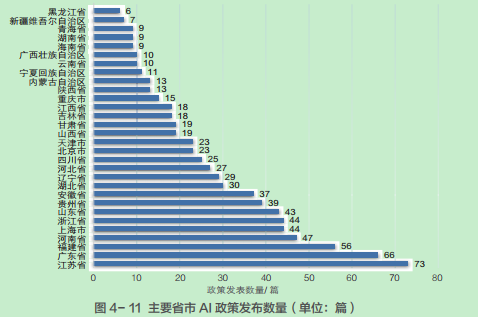 黑龙江省 6
新疆维吾尔自治区 7
青海省 9
湖南省 9
海南省 9
广西壮族自治区 10
云南省 10
宁夏回族自治区 11
内蒙古自治区 13
陕西省 13
重庆市 15
江西省 18
吉林省 18
甘肃省 19
山西省 19
天津市 23
北京市 23
四川省 25
河北省 27
辽宁省 29
湖北省 30
安徽省 37
贵州省 39
山东省 43
浙江省 44
上海市 44
河南省 47
福建省 56
广东省 66
江苏省 73
0 10 20 30 40 50 60 70 80
政策发表数量/ 篇
图 4- 11 主要省市 AI 政策发布数量（单位：篇）